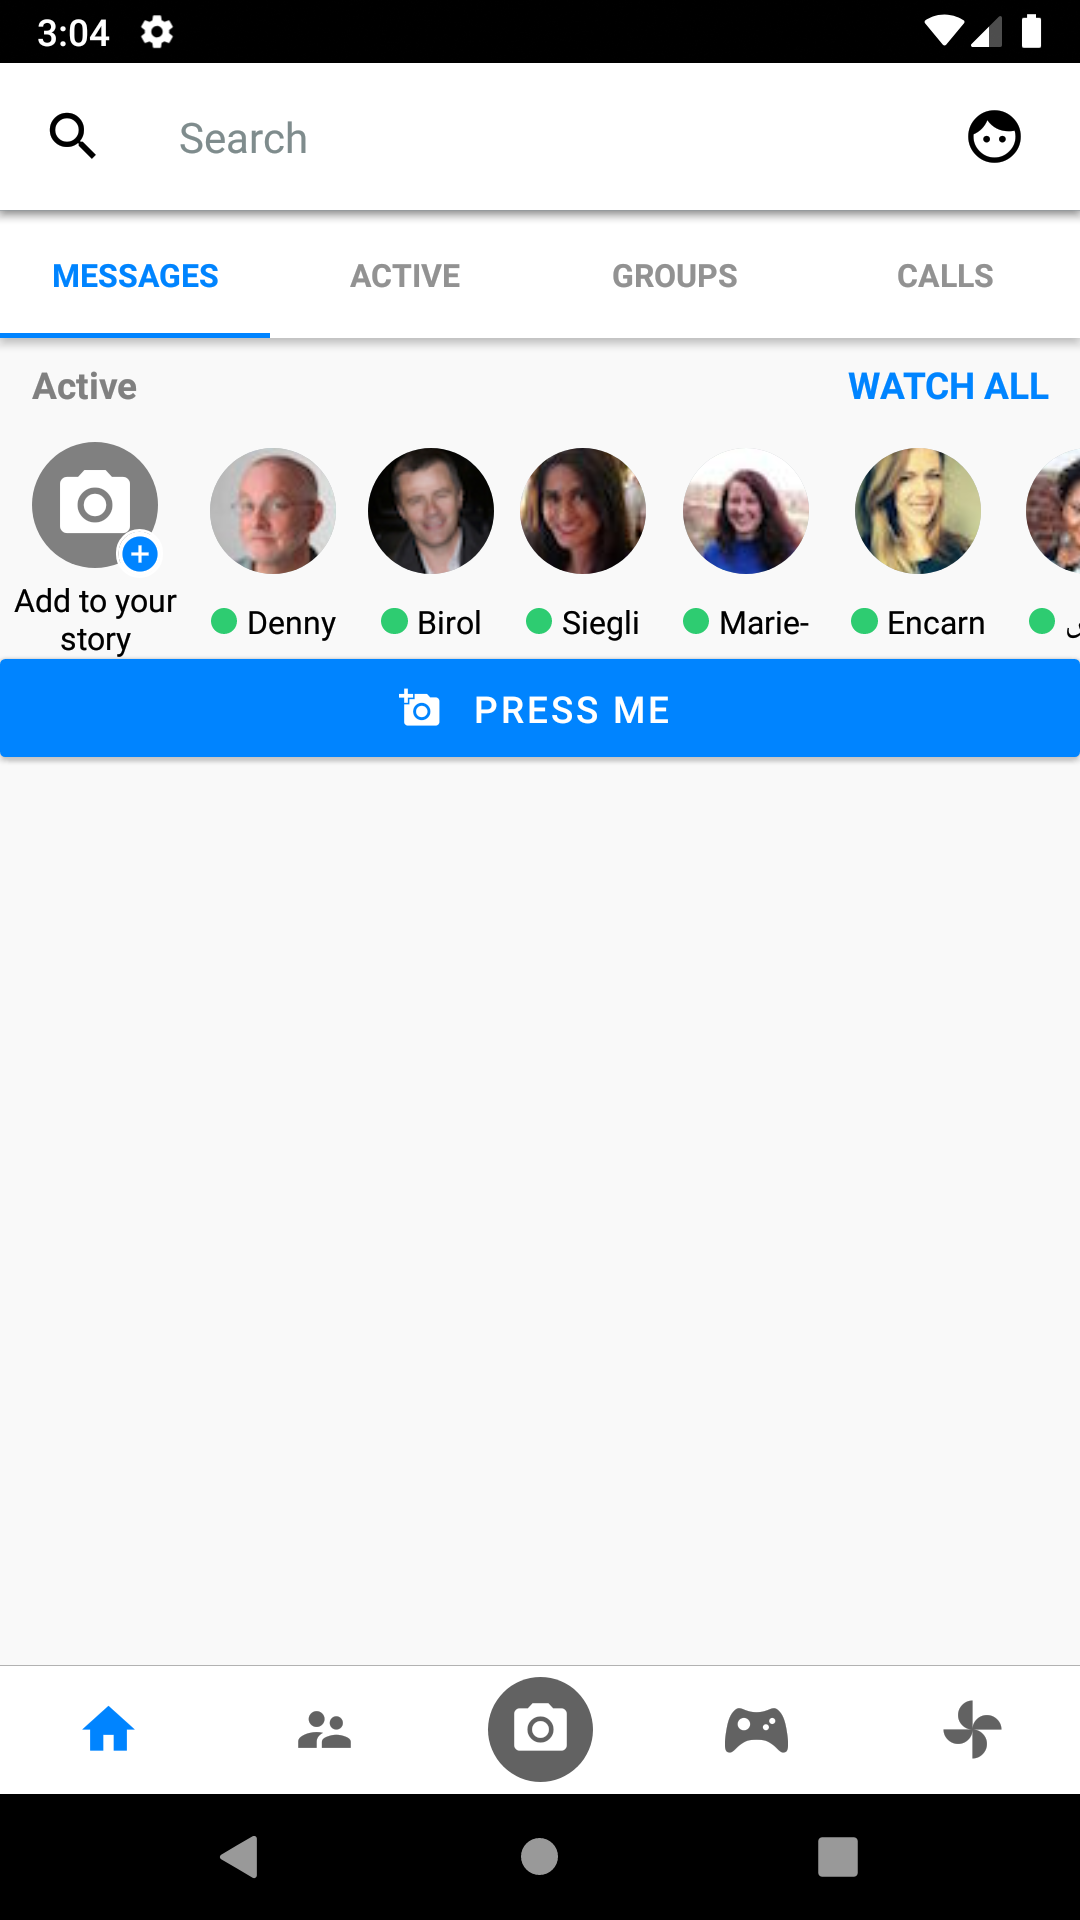 3:04
Search
MESSAGES ACTIVE GROUPS CALLS
Active WATCH ALL
Add to your
story
Denny Birol Siegli Marie- Encarn
PRESS ME